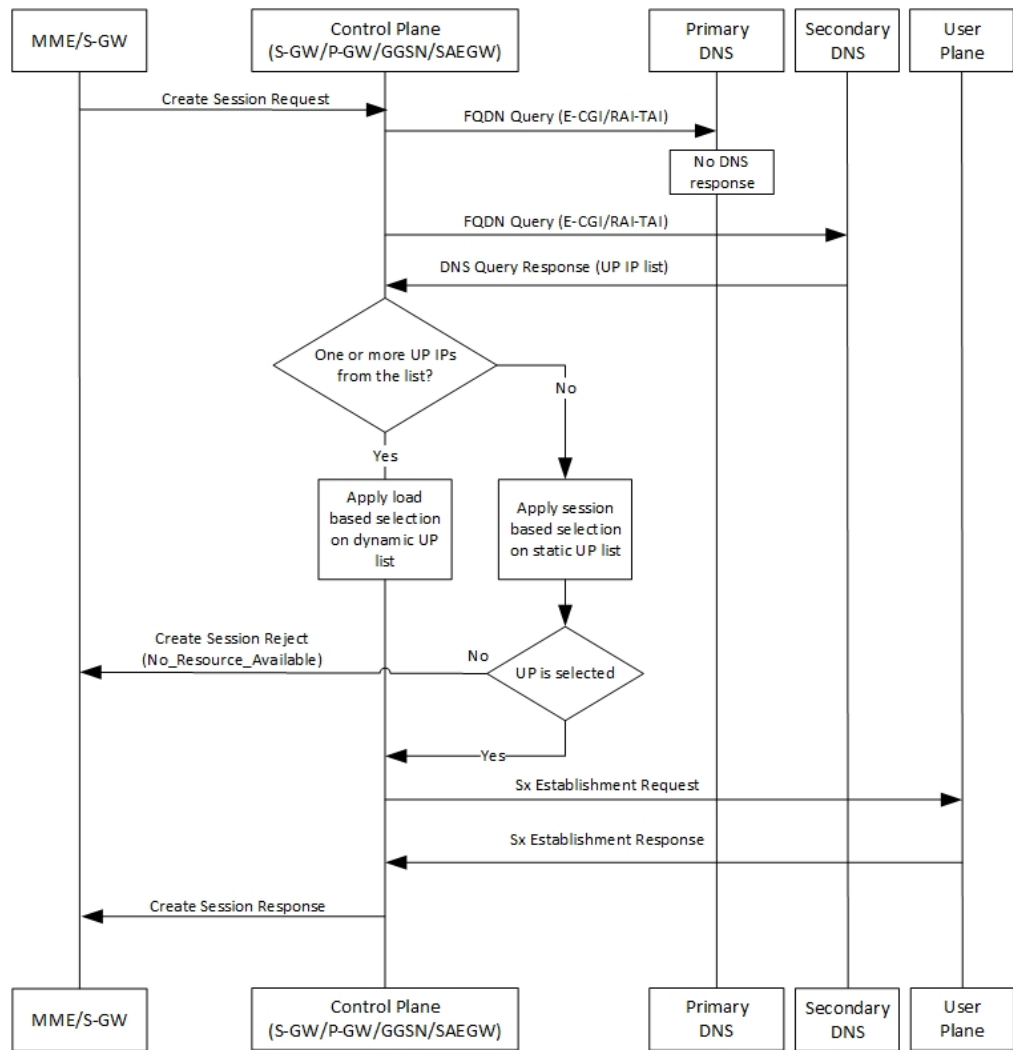 MME/S-GW
Control Plane
(S-GW/P-GW/GGSN/SAEGW)
Primary
DNS
Secondary
DNS
User
Plane
Create Session Request
FQDN Query (E-CGI/RAI-TAI)
No DNS
response
FQDN Query (E-CGI/RAI-TAI)
DNS Query Response (UP IP list)
One or more UP IPs
from the list?
No
Yes
Apply load
based selection
on dynamic UP
list
Apply session
based selection
on static UP list
Create Session Reject
(No_Resource_Available)
No
UP is selected
Yes
Sx Establishment Request
Sx Establishment Response
Create Session Response
MME/S-GW
Control Plane
(S-GW/P-GW/GGSN/SAEGW)
Primary
DNS
Secondary
DNS
User
Plane